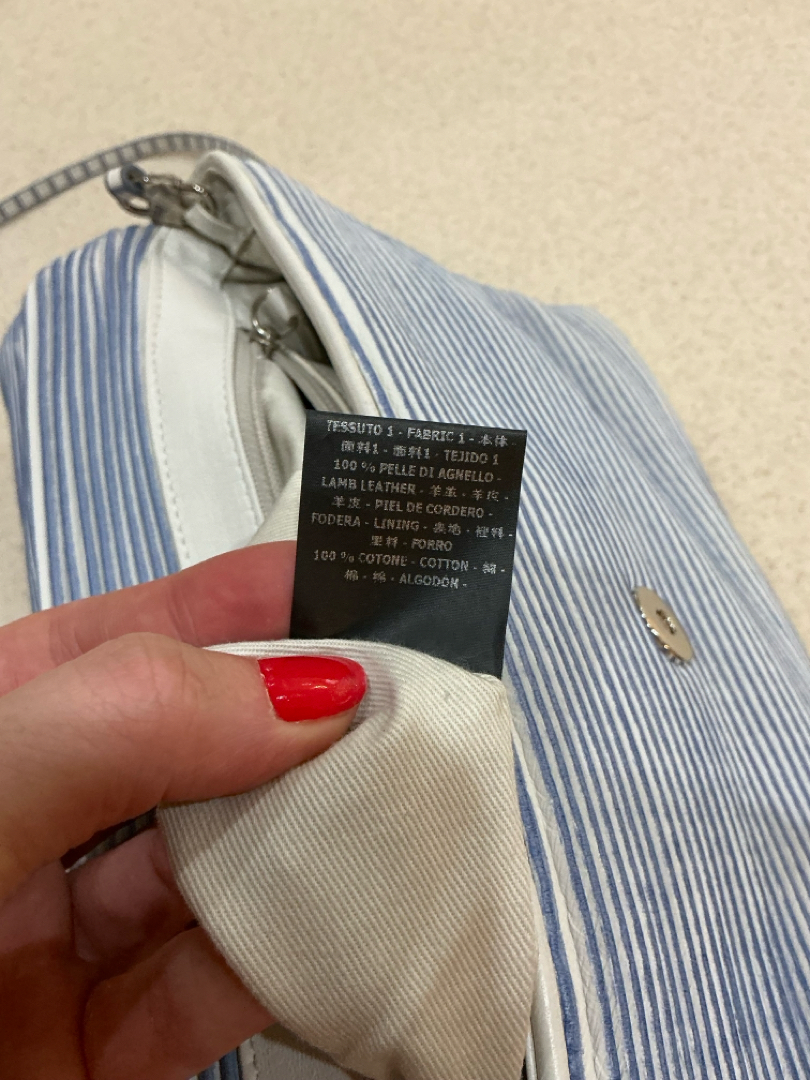 TESSUTO 1 - FABRIC 1 - 本体
面料1 - 面料1 - TEJIDO 1
100 % PELLE DI AGNELLO -
LAMB LEATHER - 羊革 - 羊皮 -
羊皮 - PIEL DE CORDERO -
FODERA - LINING - 裏地 - 裡料 -
里料 - FORRO
100 % COTONE - COTTON - 綿 -
棉 - 棉 - ALGODÓN -